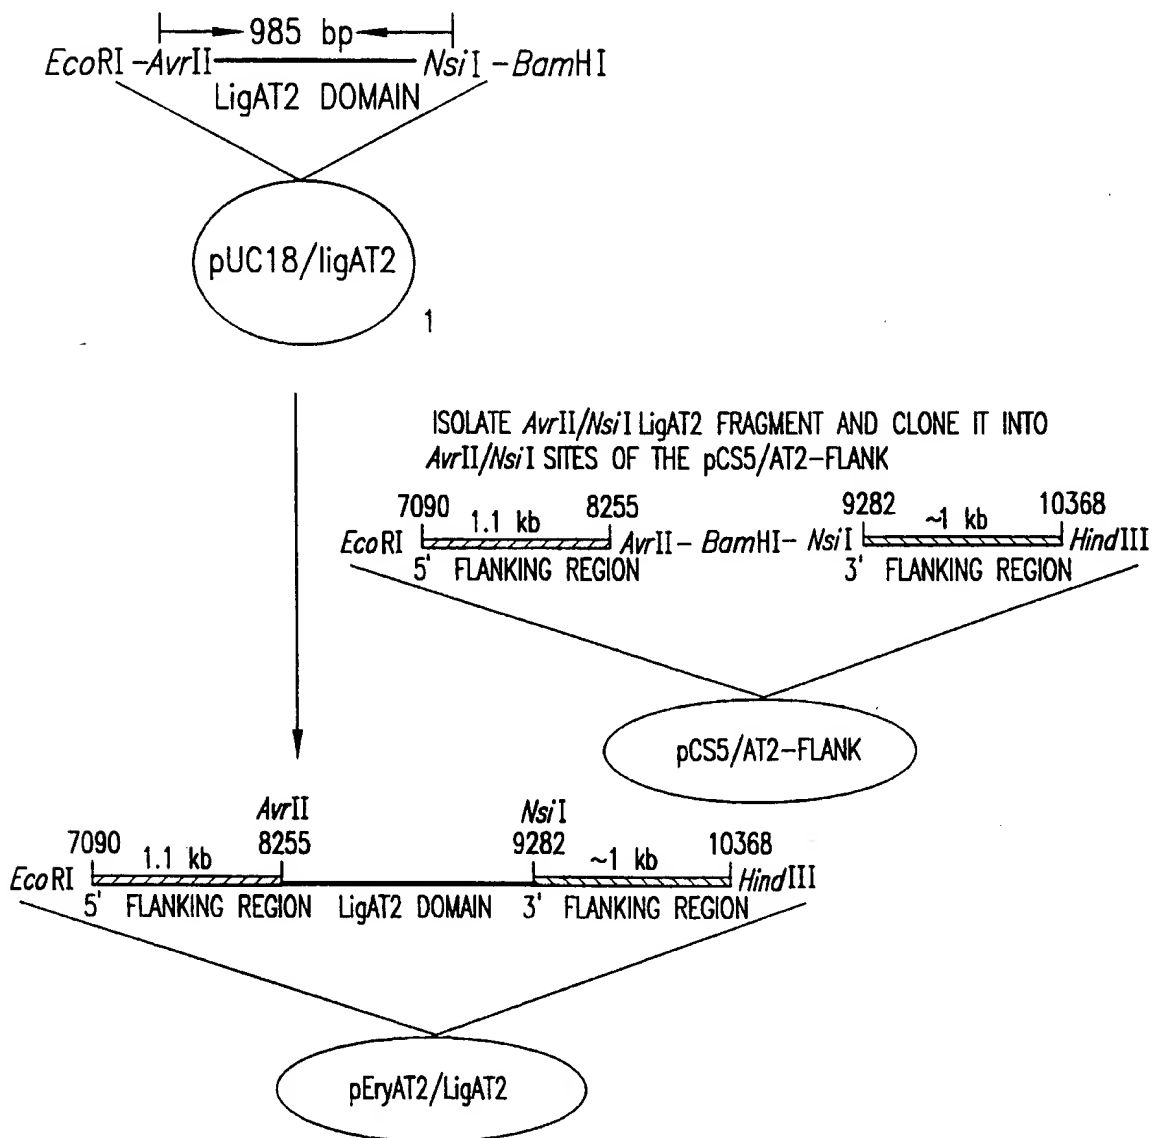 985 bp
EcoRI -AvrII NsiI -BamHI
LigAT2 DOMAIN
pUC18/ligAT2
1
ISOLATE AvrII/NsiI LigAT2 FRAGMENT AND CLONE IT INTO
AvrII/NsiI SITES OF THE pCS5/AT2-FLANK
7090 1.1 kb 8255 9282 ~1 kb 10368
EcoRI AvrII- BamHI- NsiI HindIII
5' FLANKING REGION 3' FLANKING REGION
pCS5/AT2-FLANK
AvrII NsiI
7090 1.1 kb 8255 9282 ~1 kb 10368
EcoRI HindIII
5' FLANKING REGION LigAT2 DOMAIN 3' FLANKING REGION
pEryAT2/LigAT2